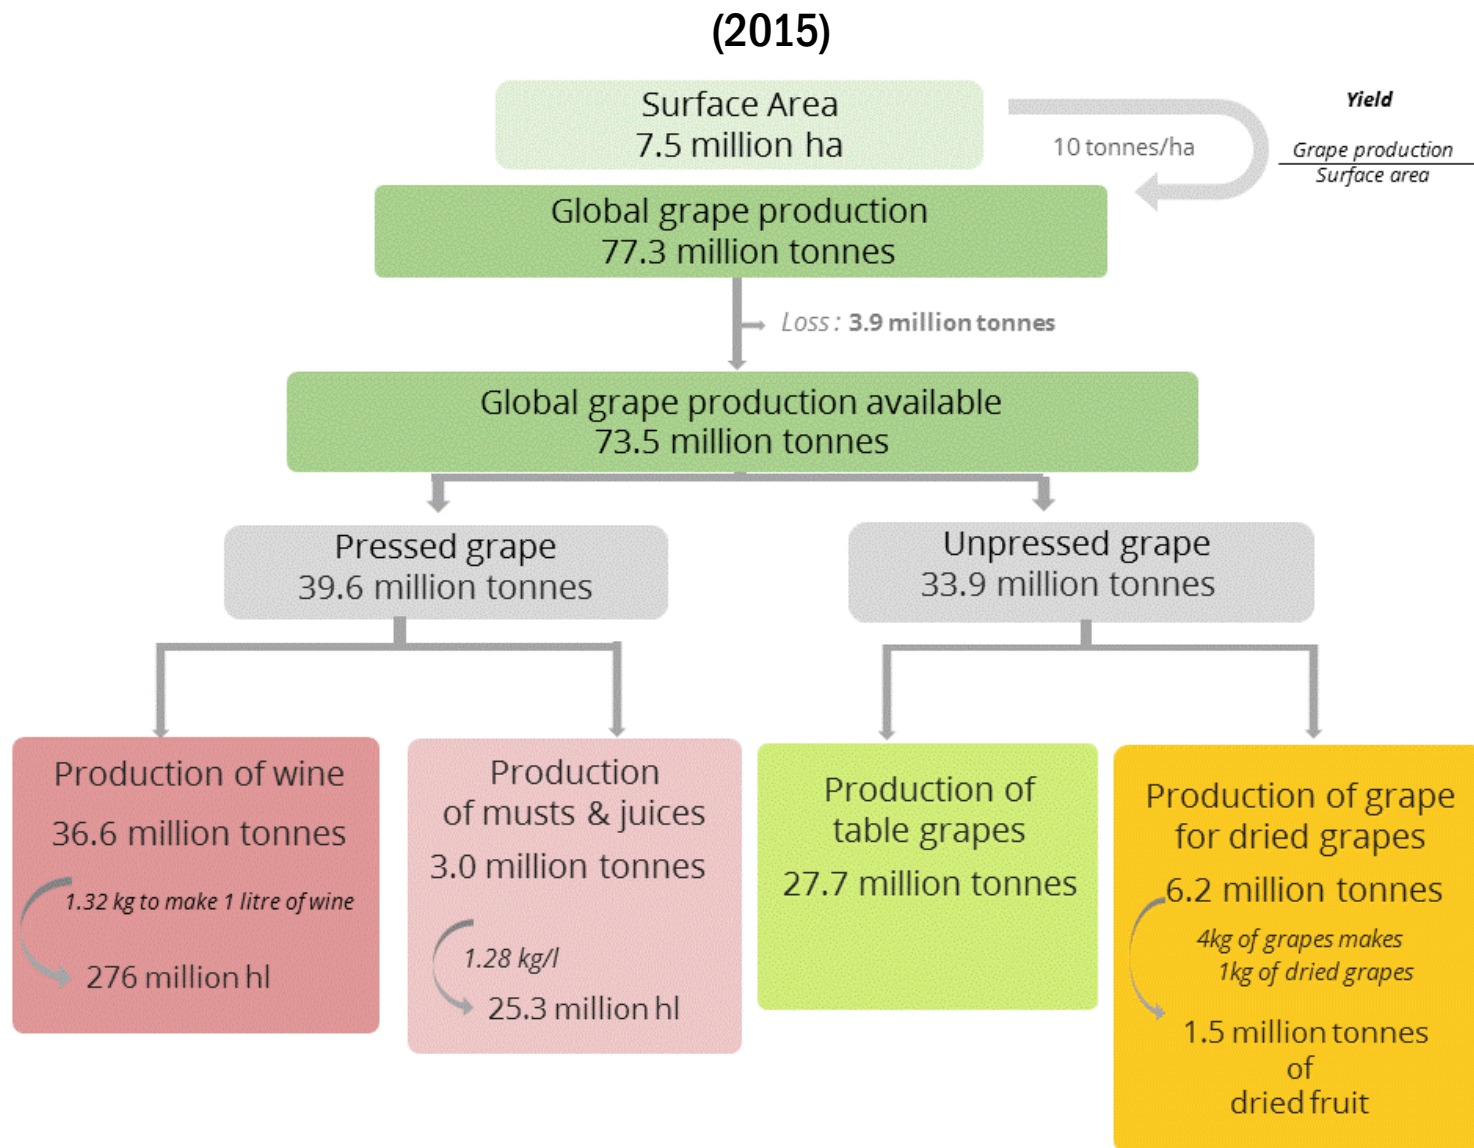 (2015)
Surface Area
7.5 million ha
10 tonnes/ha
Yield
Grape production
Surface area
Global grape production
77.3 million tonnes
Loss : 3.9 million tonnes
Global grape production available
73.5 million tonnes
Pressed grape
39.6 million tonnes
Unpressed grape
33.9 million tonnes
Production of wine
36.6 million tonnes
1.32 kg to make 1 litre of wine
276 million hl
Production
of musts & juices
3.0 million tonnes
1.28 kg/l
25.3 million hl
Production of
table grapes
27.7 million tonnes
Production of grape
for dried grapes
6.2 million tonnes
4kg of grapes makes
1kg of dried grapes
1.5 million tonnes
of
dried fruit